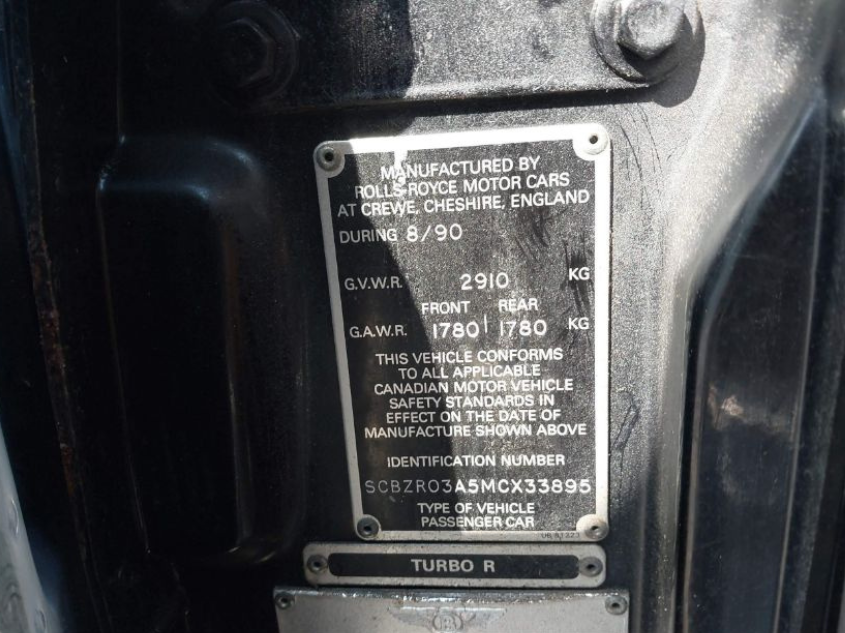 MANUFACTURED BY
ROLLS-ROYCE MOTOR CARS
AT CREWE, CHESHIRE, ENGLAND
DURING 8/90
G.V.W.R. 2910 KG
FRONT REAR
G.A.W.R. 1780 1780 KG
THIS VEHICLE CONFORMS
TO ALL APPLICABLE
CANADIAN MOTOR VEHICLE
SAFETY STANDARDS IN
EFFECT ON THE DATE OF
MANUFACTURE SHOWN ABOVE
IDENTIFICATION NUMBER
SCBZR03A5MCX33895
TYPE OF VEHICLE
PASSENGER CAR
TURBO R